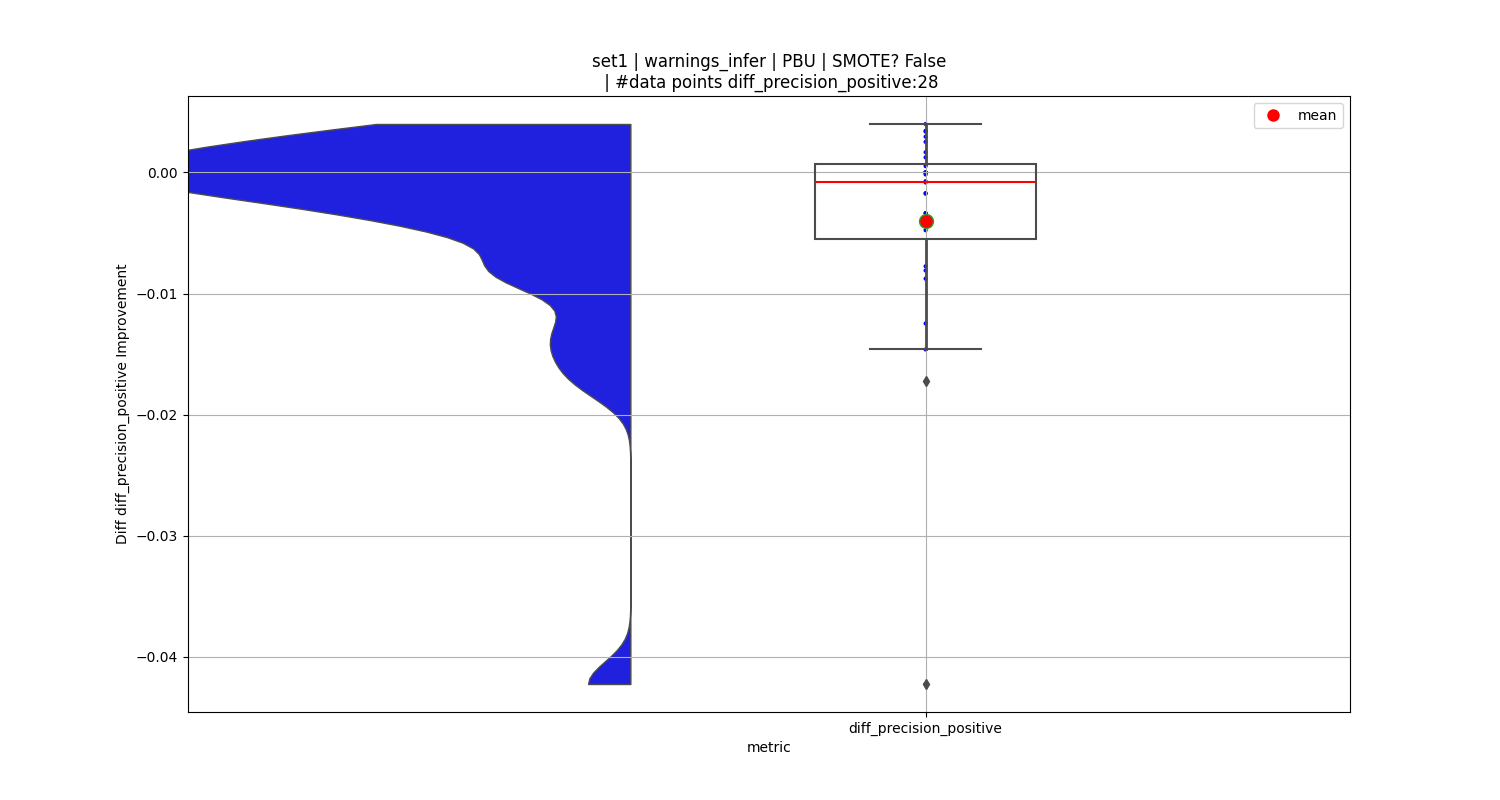 set1 | warnings_infer | PBU | SMOTE? False
| #data points diff_precision_positive:28
mean
0.00
−0.01
−0.02
−0.03
−0.04
Diff diff_precision_positive Improvement
diff_precision_positive
metric